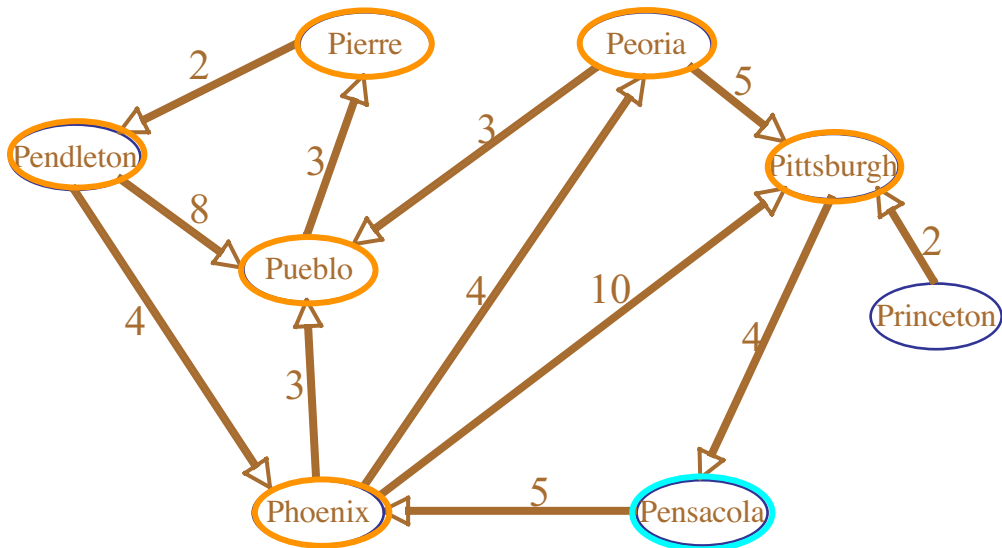 Pierre
Peoria
2
5
Pendleton
3
3
Pittsburgh
8
Pueblo
2
4
10
4
Princeton
4
3
5
Phoenix
Pensacola